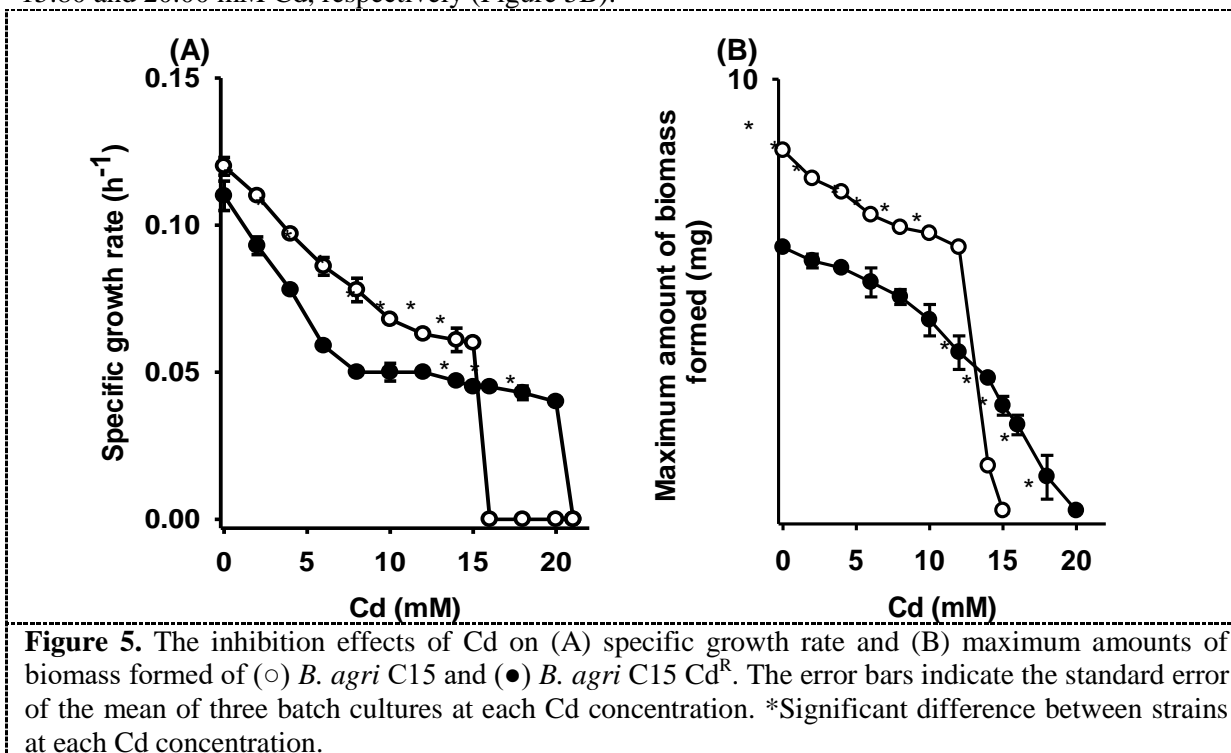 15.80 and 20.00 mM Cd, respectively (Figure 5B).
(A)
0.15
0.10
0.05
0.00
Specific growth rate (h⁻¹)
* * * * * * * * *
0 5 10 15 20
Cd (mM)
(B)
10
Maximum amount of biomass
formed (mg)
* * * * * * * * * * * *
0 5 10 15 20
Cd (mM)
Figure 5. The inhibition effects of Cd on (A) specific growth rate and (B) maximum amounts of
biomass formed of (○) B. agri C15 and (●) B. agri C15 Cdᴿ. The error bars indicate the standard error
of the mean of three batch cultures at each Cd concentration. *Significant difference between strains
at each Cd concentration.